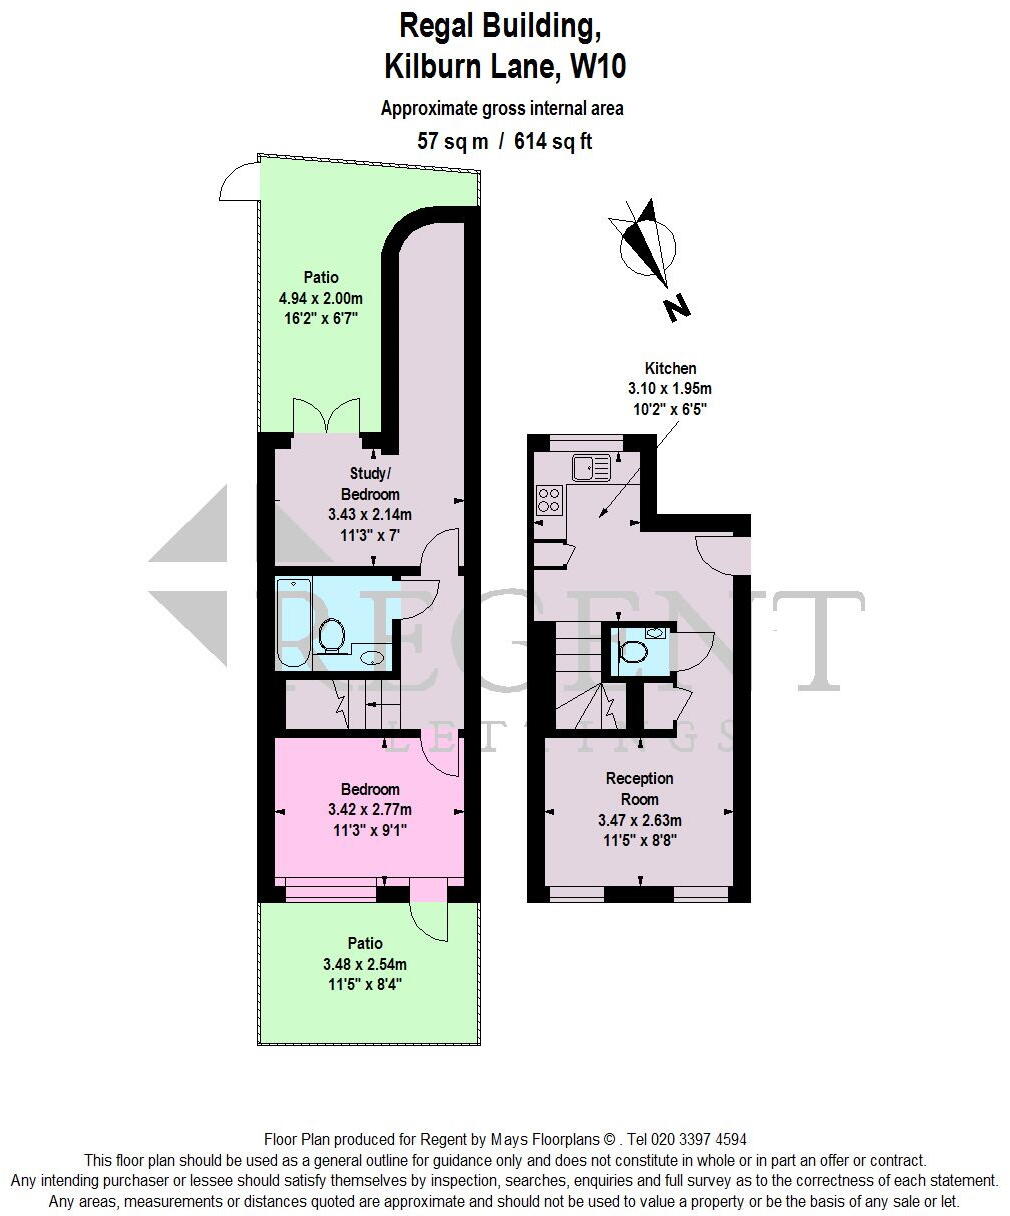 Regal Building,
Kilburn Lane, W10
Approximate gross internal area
57 sq m / 614 sq ft
Patio
4.94 x 2.00m
16'2" x 6'7"
N
Kitchen
3.10 x 1.95m
10'2" x 6'5"
Study/
Bedroom
3.43 x 2.14m
11'3" x 7'
REGENT
LETTINGS
Bedroom
3.42 x 2.77m
11'3" x 9'1"
Reception
Room
3.47 x 2.63m
11'5" x 8'8"
Patio
3.48 x 2.54m
11'5" x 8'4"
Floor Plan produced for Regent by Mays Floorplans © . Tel 020 3397 4594
This floor plan should be used as a general outline for guidance only and does not constitute in whole or in part an offer or contract.
Any intending purchaser or lessee should satisfy themselves by inspection, searches, enquiries and full survey as to the correctness of each statement.
Any areas, measurements or distances quoted are approximate and should not be used to value a property or be the basis of any sale or let.